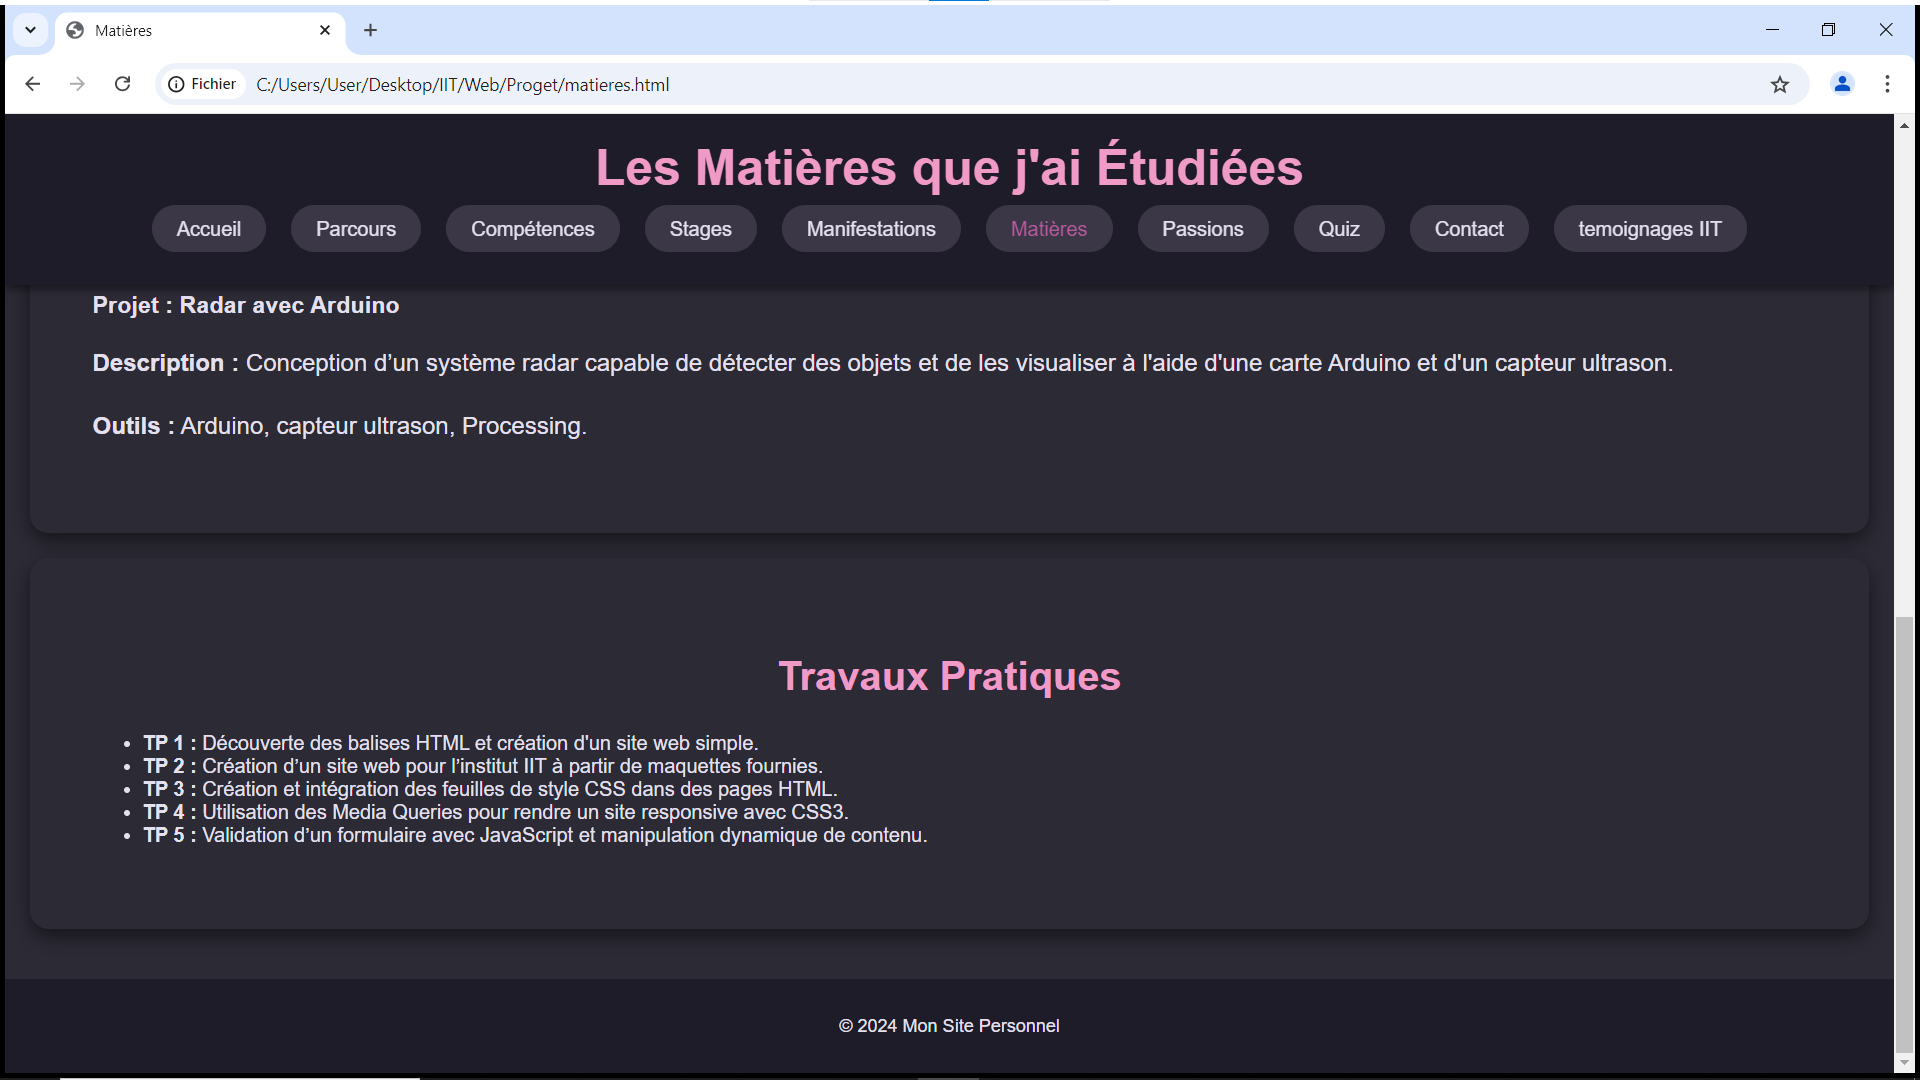 Matières
Fichier C:/Users/User/Desktop/IIT/Web/Proget/matieres.html
Les Matières que j'ai Étudiées
Accueil Parcours Compétences Stages Manifestations Matières Passions Quiz Contact temoignages IIT
Projet : Radar avec Arduino
Description : Conception d’un système radar capable de détecter des objets et de les visualiser à l'aide d'une carte Arduino et d'un capteur ultrason.
Outils : Arduino, capteur ultrason, Processing.
Travaux Pratiques
• TP 1 : Découverte des balises HTML et création d'un site web simple.
• TP 2 : Création d’un site web pour l’institut IIT à partir de maquettes fournies.
• TP 3 : Création et intégration des feuilles de style CSS dans des pages HTML.
• TP 4 : Utilisation des Media Queries pour rendre un site responsive avec CSS3.
• TP 5 : Validation d’un formulaire avec JavaScript et manipulation dynamique de contenu.
© 2024 Mon Site Personnel